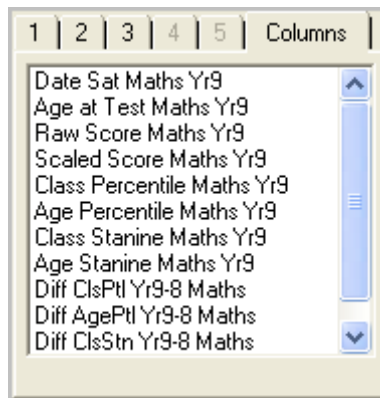 1 2 3 4 5 Columns
Date Sat Maths Yr9
Age at Test Maths Yr9
Raw Score Maths Yr9
Scaled Score Maths Yr9
Class Percentile Maths Yr9
Age Percentile Maths Yr9
Class Stanine Maths Yr9
Age Stanine Maths Yr9
Diff ClsPtl Yr9-8 Maths
Diff AgePtl Yr9-8 Maths
Diff ClsStn Yr9-8 Maths